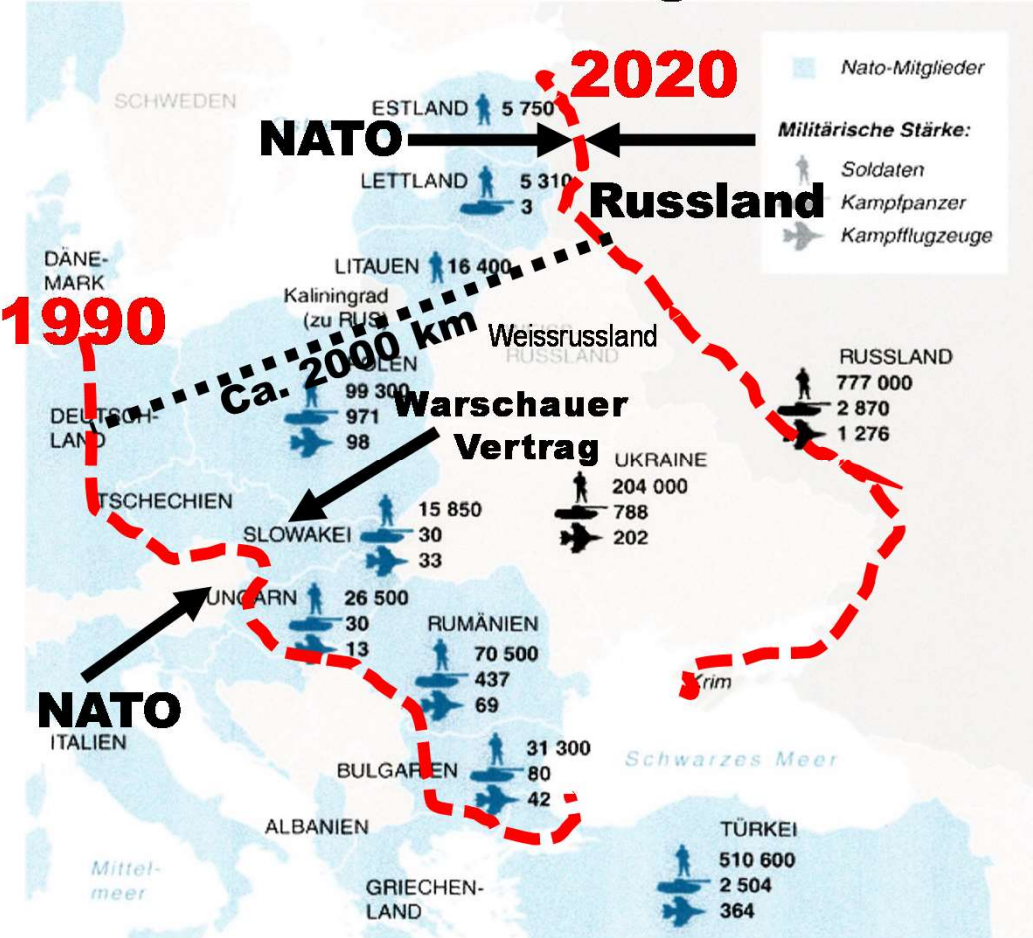 2020
Nato-Mitglieder
SCHWEDEN
ESTLAND 5 750
NATO
Militärische Stärke:
Soldaten
Kampfpanzer
Kampfflugzeuge
LETTLAND 5 310
3
Russland
DÄNE-
MARK
LITAUEN 16 400
Kaliningrad
(zu RUS)
1990
Ca. 2000 km
Weissrussland
RUSSLAND
RUSSLAND
777 000
2 870
1 276
99 300
971
98
DEUTSCH-
LAND
Warschauer
Vertrag
UKRAINE
204 000
788
202
TSCHECHIEN
SLOWAKEI
15 850
30
33
UNGARN
26 500
30
13
RUMÄNIEN
70 500
437
69
NATO
ITALIEN
Krim
Schwarzes Meer
BULGARIEN
31 300
80
42
ALBANIEN
Mittel-
meer
GRIECHEN-
LAND
TÜRKEI
510 600
2 504
364